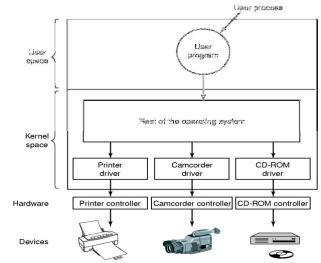 User process
User
space
User
program
Rest of the operating system
Kernel
space
Printer
driver
Camcorder
driver
CD-ROM
driver
Hardware
Printer controller
Camcorder controller
CD-ROM controller
Devices